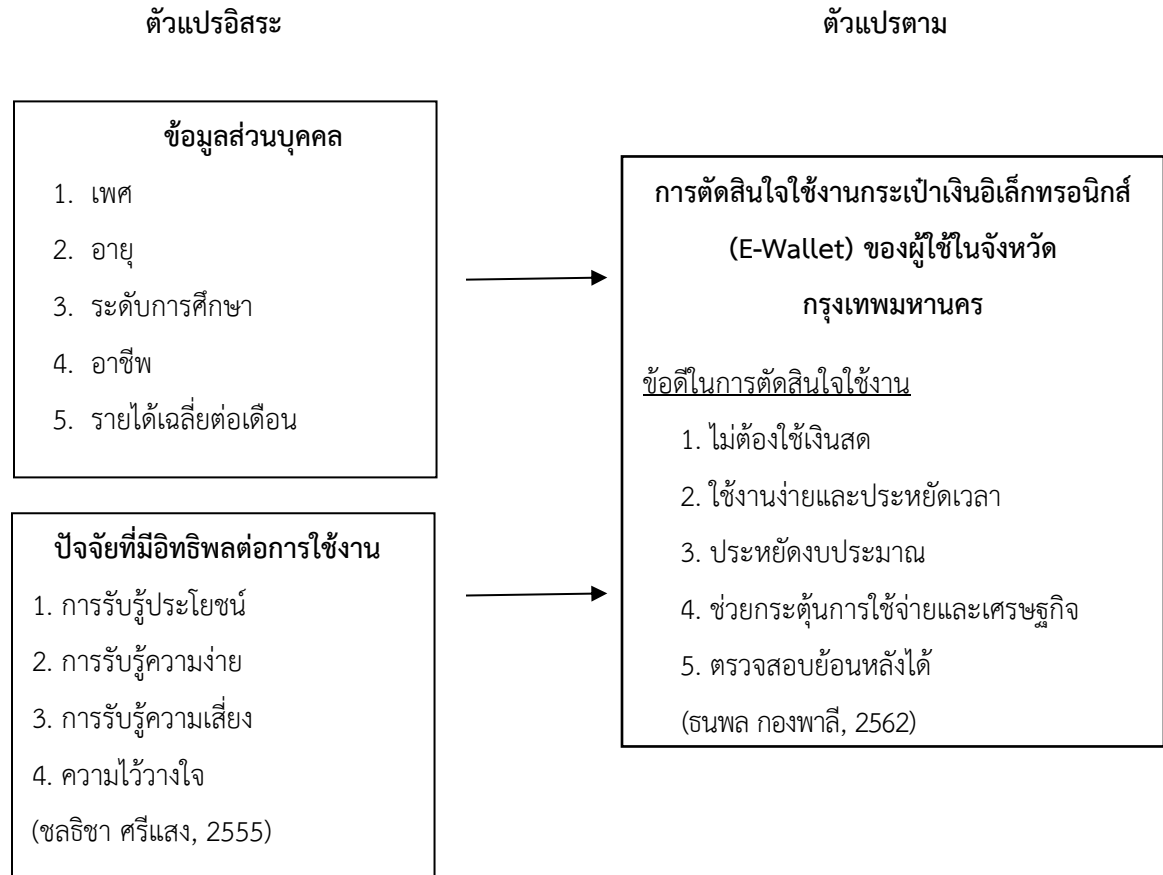 ตัวแปรอิสระ
ตัวแปรตาม
ข้อมูลส่วนบุคคล
1. เพศ
2. อายุ
3. ระดับการศึกษา
4. อาชีพ
5. รายได้เฉลี่ยต่อเดือน
ปัจจัยที่มีอิทธิพลต่อการใช้งาน
1. การรับรู้ประโยชน์
2. การรับรู้ความง่าย
3. การรับรู้ความเสี่ยง
4. ความไว้วางใจ
(ชลธิชา ศรีแสง, 2555)
การตัดสินใจใช้งานกระเป๋าเงินอิเล็กทรอนิกส์
(E-Wallet) ของผู้ใช้ในจังหวัด
กรุงเทพมหานคร
ข้อดีในการตัดสินใจใช้งาน
1. ไม่ต้องใช้เงินสด
2. ใช้งานง่ายและประหยัดเวลา
3. ประหยัดงบประมาณ
4. ช่วยกระตุ้นการใช้จ่ายและเศรษฐกิจ
5. ตรวจสอบย้อนหลังได้
(ธนพล กองพาลี, 2562)